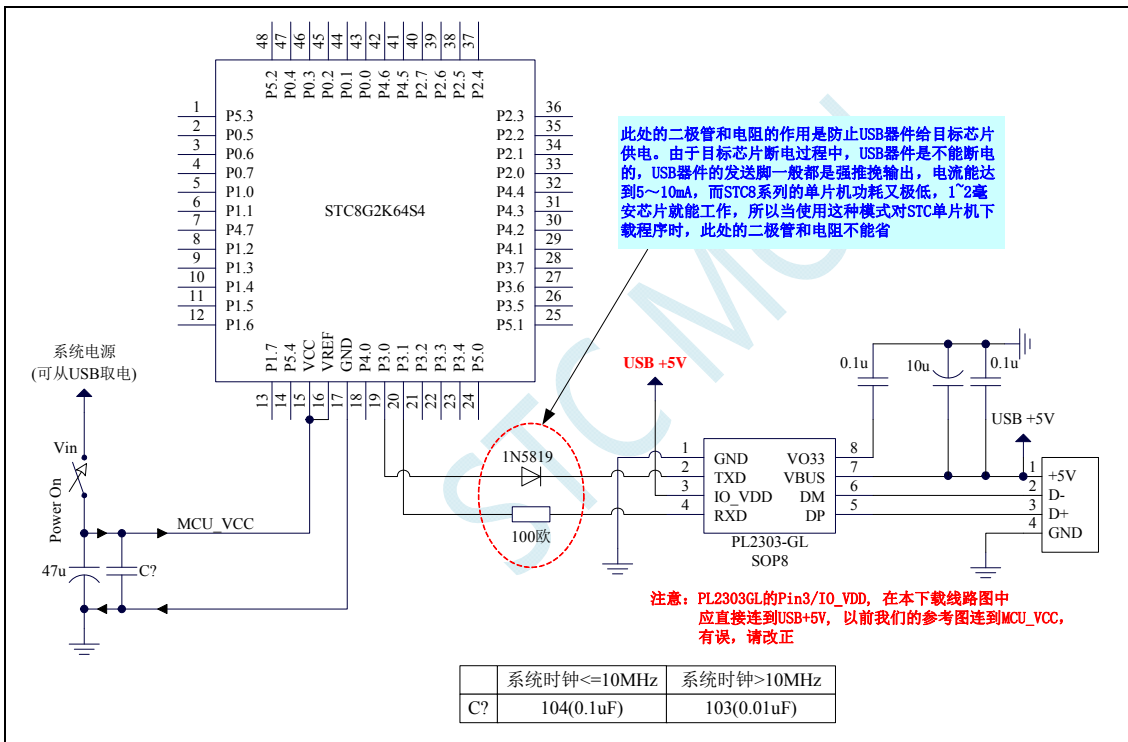 48
47
46
45
44
43
42
41
40
39
38
37
P5.2
P0.4
P0.3
P0.2
P0.1
P0.0
P4.6
P4.5
P2.7
P2.6
P2.5
P2.4
1
P5.3
2
P0.5
3
P0.6
4
P0.7
5
P1.0
6
P1.1
7
P4.7
8
P1.2
9
P1.3
10
P1.4
11
P1.5
12
P1.6
STC8G2K64S4
P2.3
36
P2.2
35
P2.1
34
P2.0
33
P4.4
32
P4.3
31
P4.2
30
P4.1
29
P3.7
28
P3.6
27
P3.5
26
P5.1
25
P1.7
P5.4
VCC
VREF
GND
P4.0
P3.0
P3.1
P3.2
P3.3
P3.4
P5.0
13
14
15
16
17
18
19
20
21
22
23
24
此处的二极管和电阻的作用是防止USB器件给目标芯片
供电。由于目标芯片断电过程中，USB器件是不能断电
的，USB器件的发送脚一般都是强推挽输出，电流能达
到5～10mA，而STC8系列的单片机功耗又极低，1~2毫
安芯片就能工作，所以当使用这种模式对STC单片机下
载程序时，此处的二极管和电阻不能省
STC MCU
系统电源
(可从USB取电)
Vin
Power On
MCU_VCC
47u
C?
USB +5V
1N5819
100欧
1
GND
2
TXD
3
IO_VDD
4
RXD
VO33
8
VBUS
7
DM
6
DP
5
PL2303-GL
SOP8
0.1u
10u
0.1u
USB +5V
1
+5V
2
D-
3
D+
4
GND
注意：PL2303GL的Pin3/IO_VDD, 在本下载线路图中
应直接连到USB+5V, 以前我们的参考图连到MCU_VCC，
有误，请改正
系统时钟<=10MHz
系统时钟>10MHz
C?
104(0.1uF)
103(0.01uF)